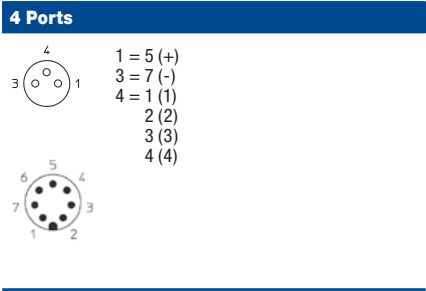 4 Ports
4
3 1
1 = 5 (+)
3 = 7 (-)
4 = 1 (1)
2 (2)
3 (3)
4 (4)
5
6 4
7 3
1 2